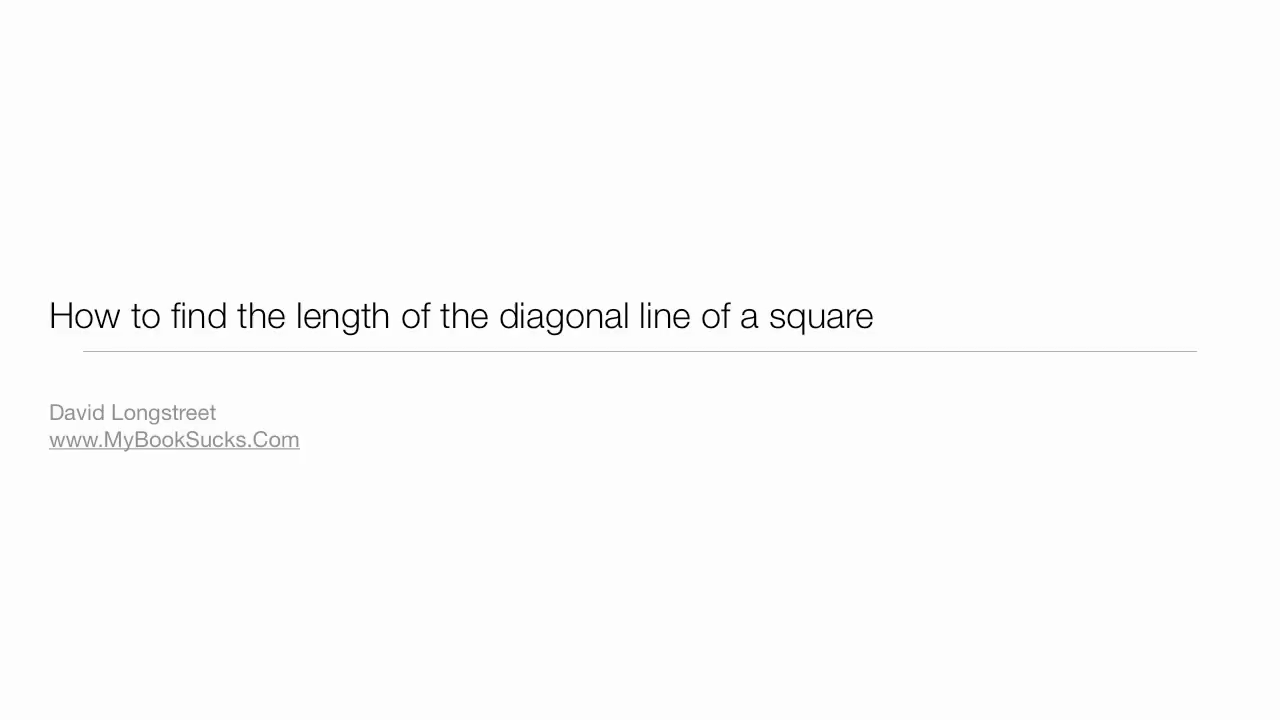 How to find the length of the diagonal line of a square
David Longstreet
www.MyBookSucks.Com